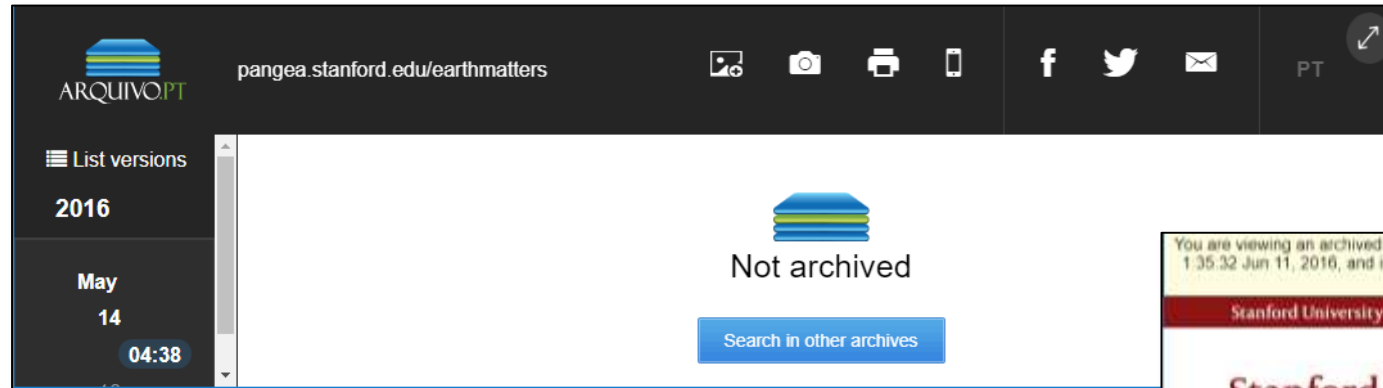 ARQUIVO.PT
pangea.stanford.edu/earthmatters
PT
List versions
2016
May
14
04:38
Not archived
Search in other archives
You are viewing an archived
1:35:32 Jun 11, 2016, and
Stanford University
Stanford